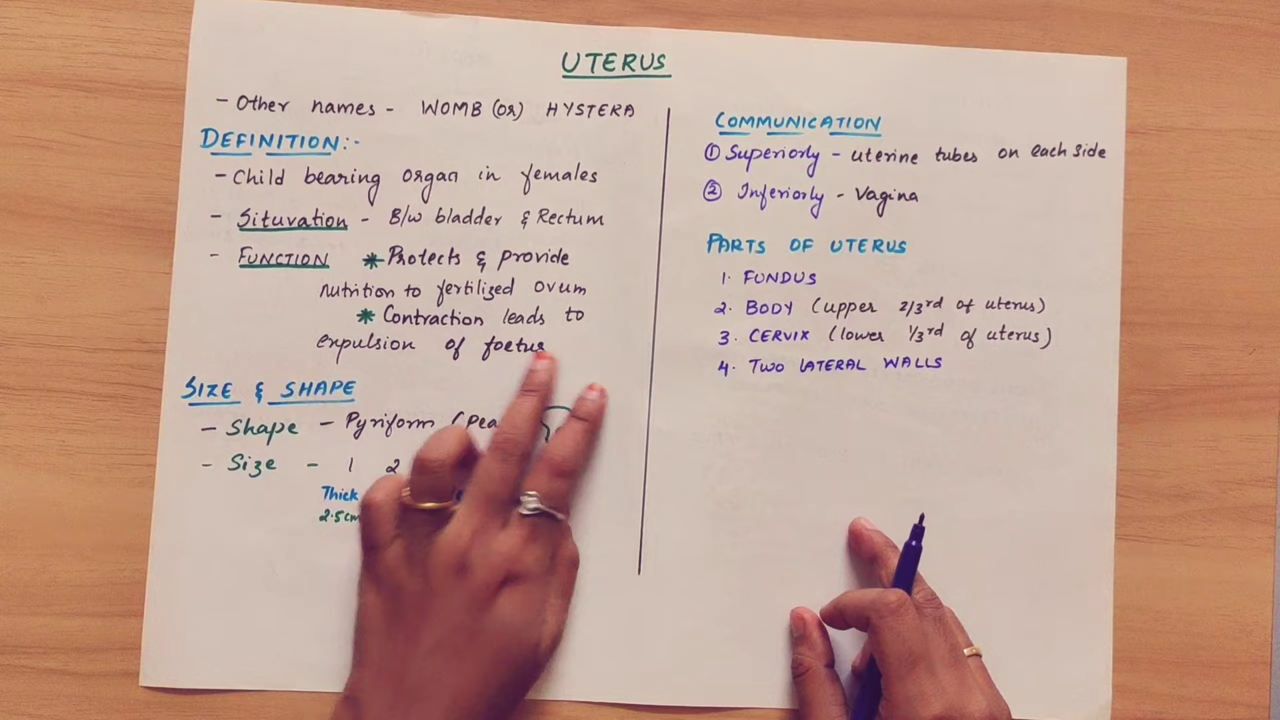 UTERUS
- Other names - WOMB (OR) HYSTERA
DEFINITION:-
- Child bearing organ in females
- Situvation - B/w bladder & Rectum
- FUNCTION * Protects & provide
nutrition to fertilized ovum
* Contraction leads to
expulsion of foetus
SIZE & SHAPE
- Shape - Pyriform
- Size - 1 2
Thick
2.5cm
COMMUNICATION
① Superiorly - uterine tubes on each side
② Inferiorly - Vagina
PARTS OF UTERUS
1. FUNDUS
2. BODY (upper 2/3rd of uterus)
3. CERVIX (lower 1/3rd of uterus)
4. TWO LATERAL WALLS